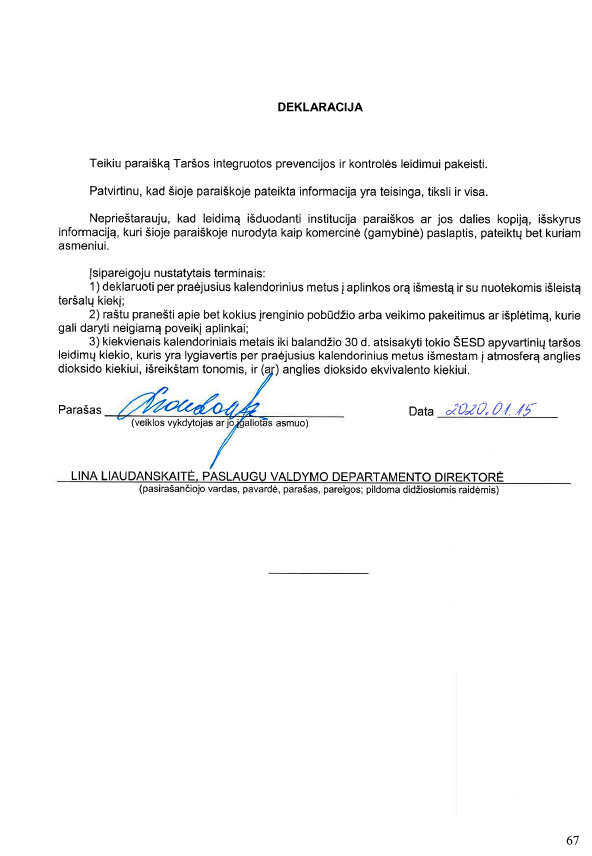 DEKLARACIJA
Teikiu paraišką Taršos integruotos prevencijos ir kontrolės leidimui pakeisti.
Patvirtinu, kad šioje paraiškoje pateikta informacija yra teisinga, tiksli ir visa.
Neprieštarauju, kad leidimą išduodanti institucija paraiškos ar jos dalies kopiją, išskyrus
informaciją, kuri šioje paraiškoje nurodyta kaip komercinė (gamybinė) paslaptis, pateiktų bet kuriam
asmeniui.
Įsipareigoju nustatytais terminais:
1) deklaruoti per praėjusius kalendorinius metus į aplinkos orą išmestą ir su nuotekomis išleistą
teršalų kiekį;
2) raštu pranešti apie bet kokius įrenginio pobūdžio arba veikimo pakeitimus ar išplėtimą, kurie
gali daryti neigiamą poveikį aplinkai;
3) kiekvienais kalendoriniais metais iki balandžio 30 d. atsisakyti tokio ŠESD apyvartinių taršos
leidimų kiekio, kuris yra lygiavertis per praėjusius kalendorinius metus išmestam į atmosferą anglies
dioksido kiekiui, išreikštam tonomis, ir (ar) anglies dioksido ekvivalento kiekiui.
Parašas Data 2020.01.15
(veiklos vykdytojas ar jo įgaliotas asmuo)
LINA LIAUDANSKAITĖ, PASLAUGŲ VALDYMO DEPARTAMENTO DIREKTORĖ
(pasirašančiojo vardas, pavardė, parašas, pareigos; pildoma didžiosiomis raidėmis)
67